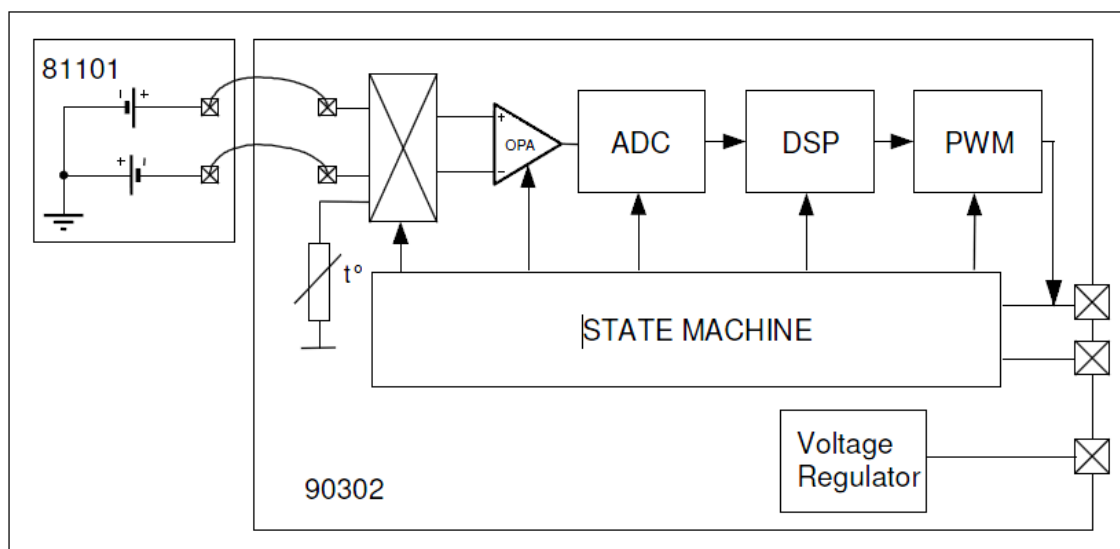 81101
- +
+ -
+
OPA
−
ADC
DSP
PWM
t°
STATE MACHINE
Voltage
Regulator
90302